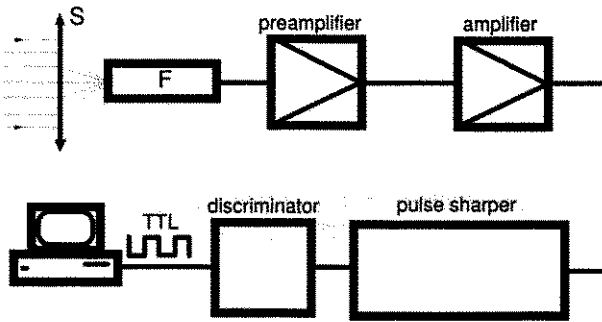 S
preamplifier
amplifier
F
discriminator
pulse sharper
TTL